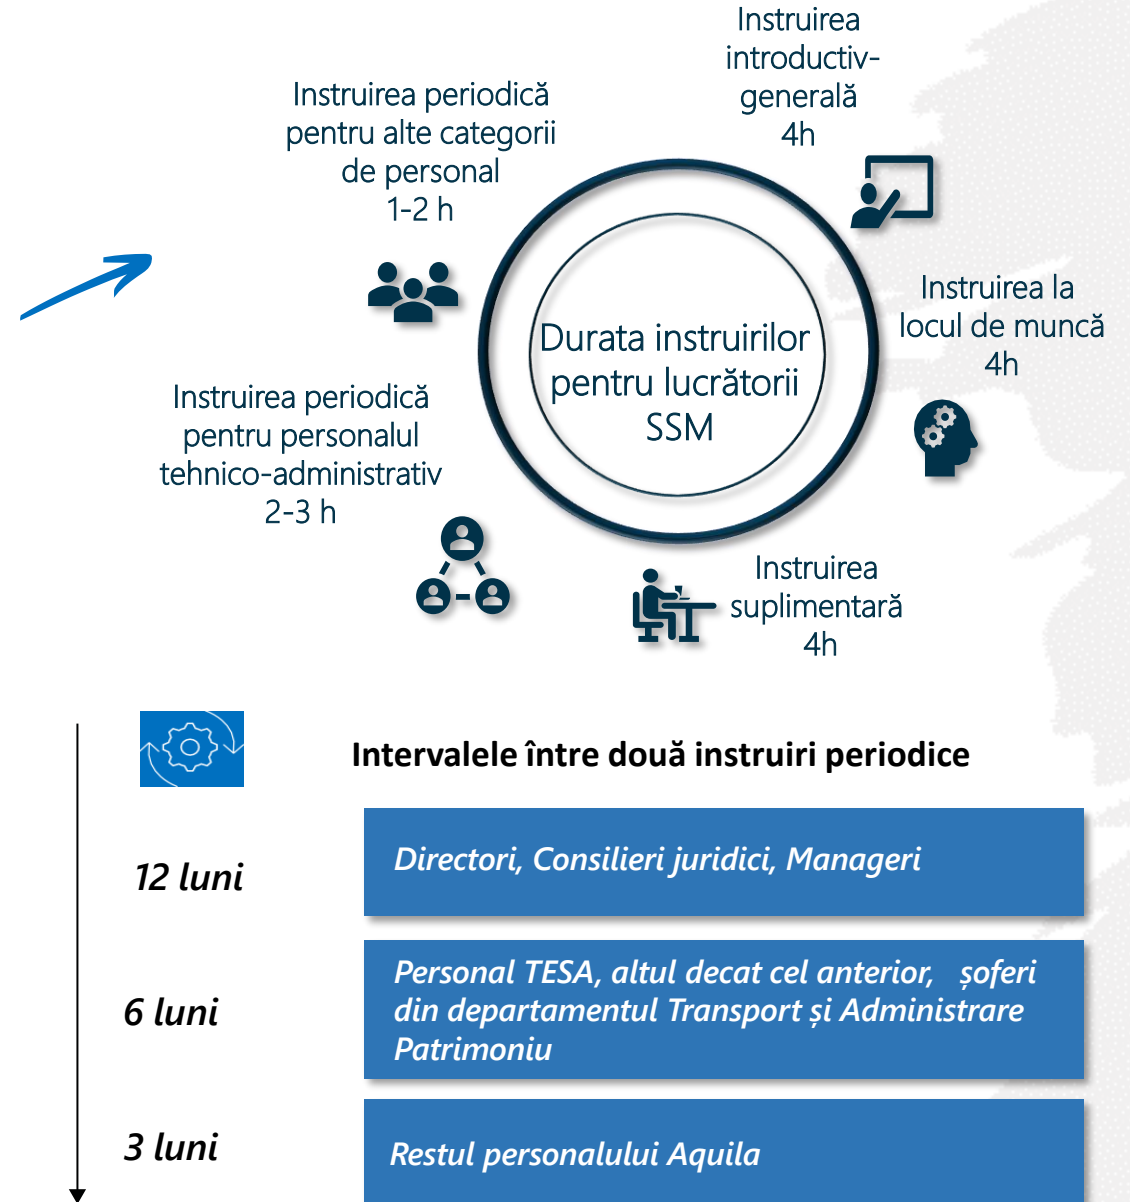 Instruirea
introductiv-
generală
4h
Instruirea periodică
pentru alte categorii
de personal
1-2 h
Instruirea la
locul de muncă
4h
Durata instruirilor
pentru lucrătorii
SSM
Instruirea periodică
pentru personalul
tehnico-administrativ
2-3 h
Instruirea
suplimentară
4h
Intervalele între două instruiri periodice
12 luni
Directori, Consilieri juridici, Manageri
6 luni
Personal TESA, altul decat cel anterior, șoferi
din departamentul Transport și Administrare
Patrimoniu
3 luni
Restul personalului Aquila